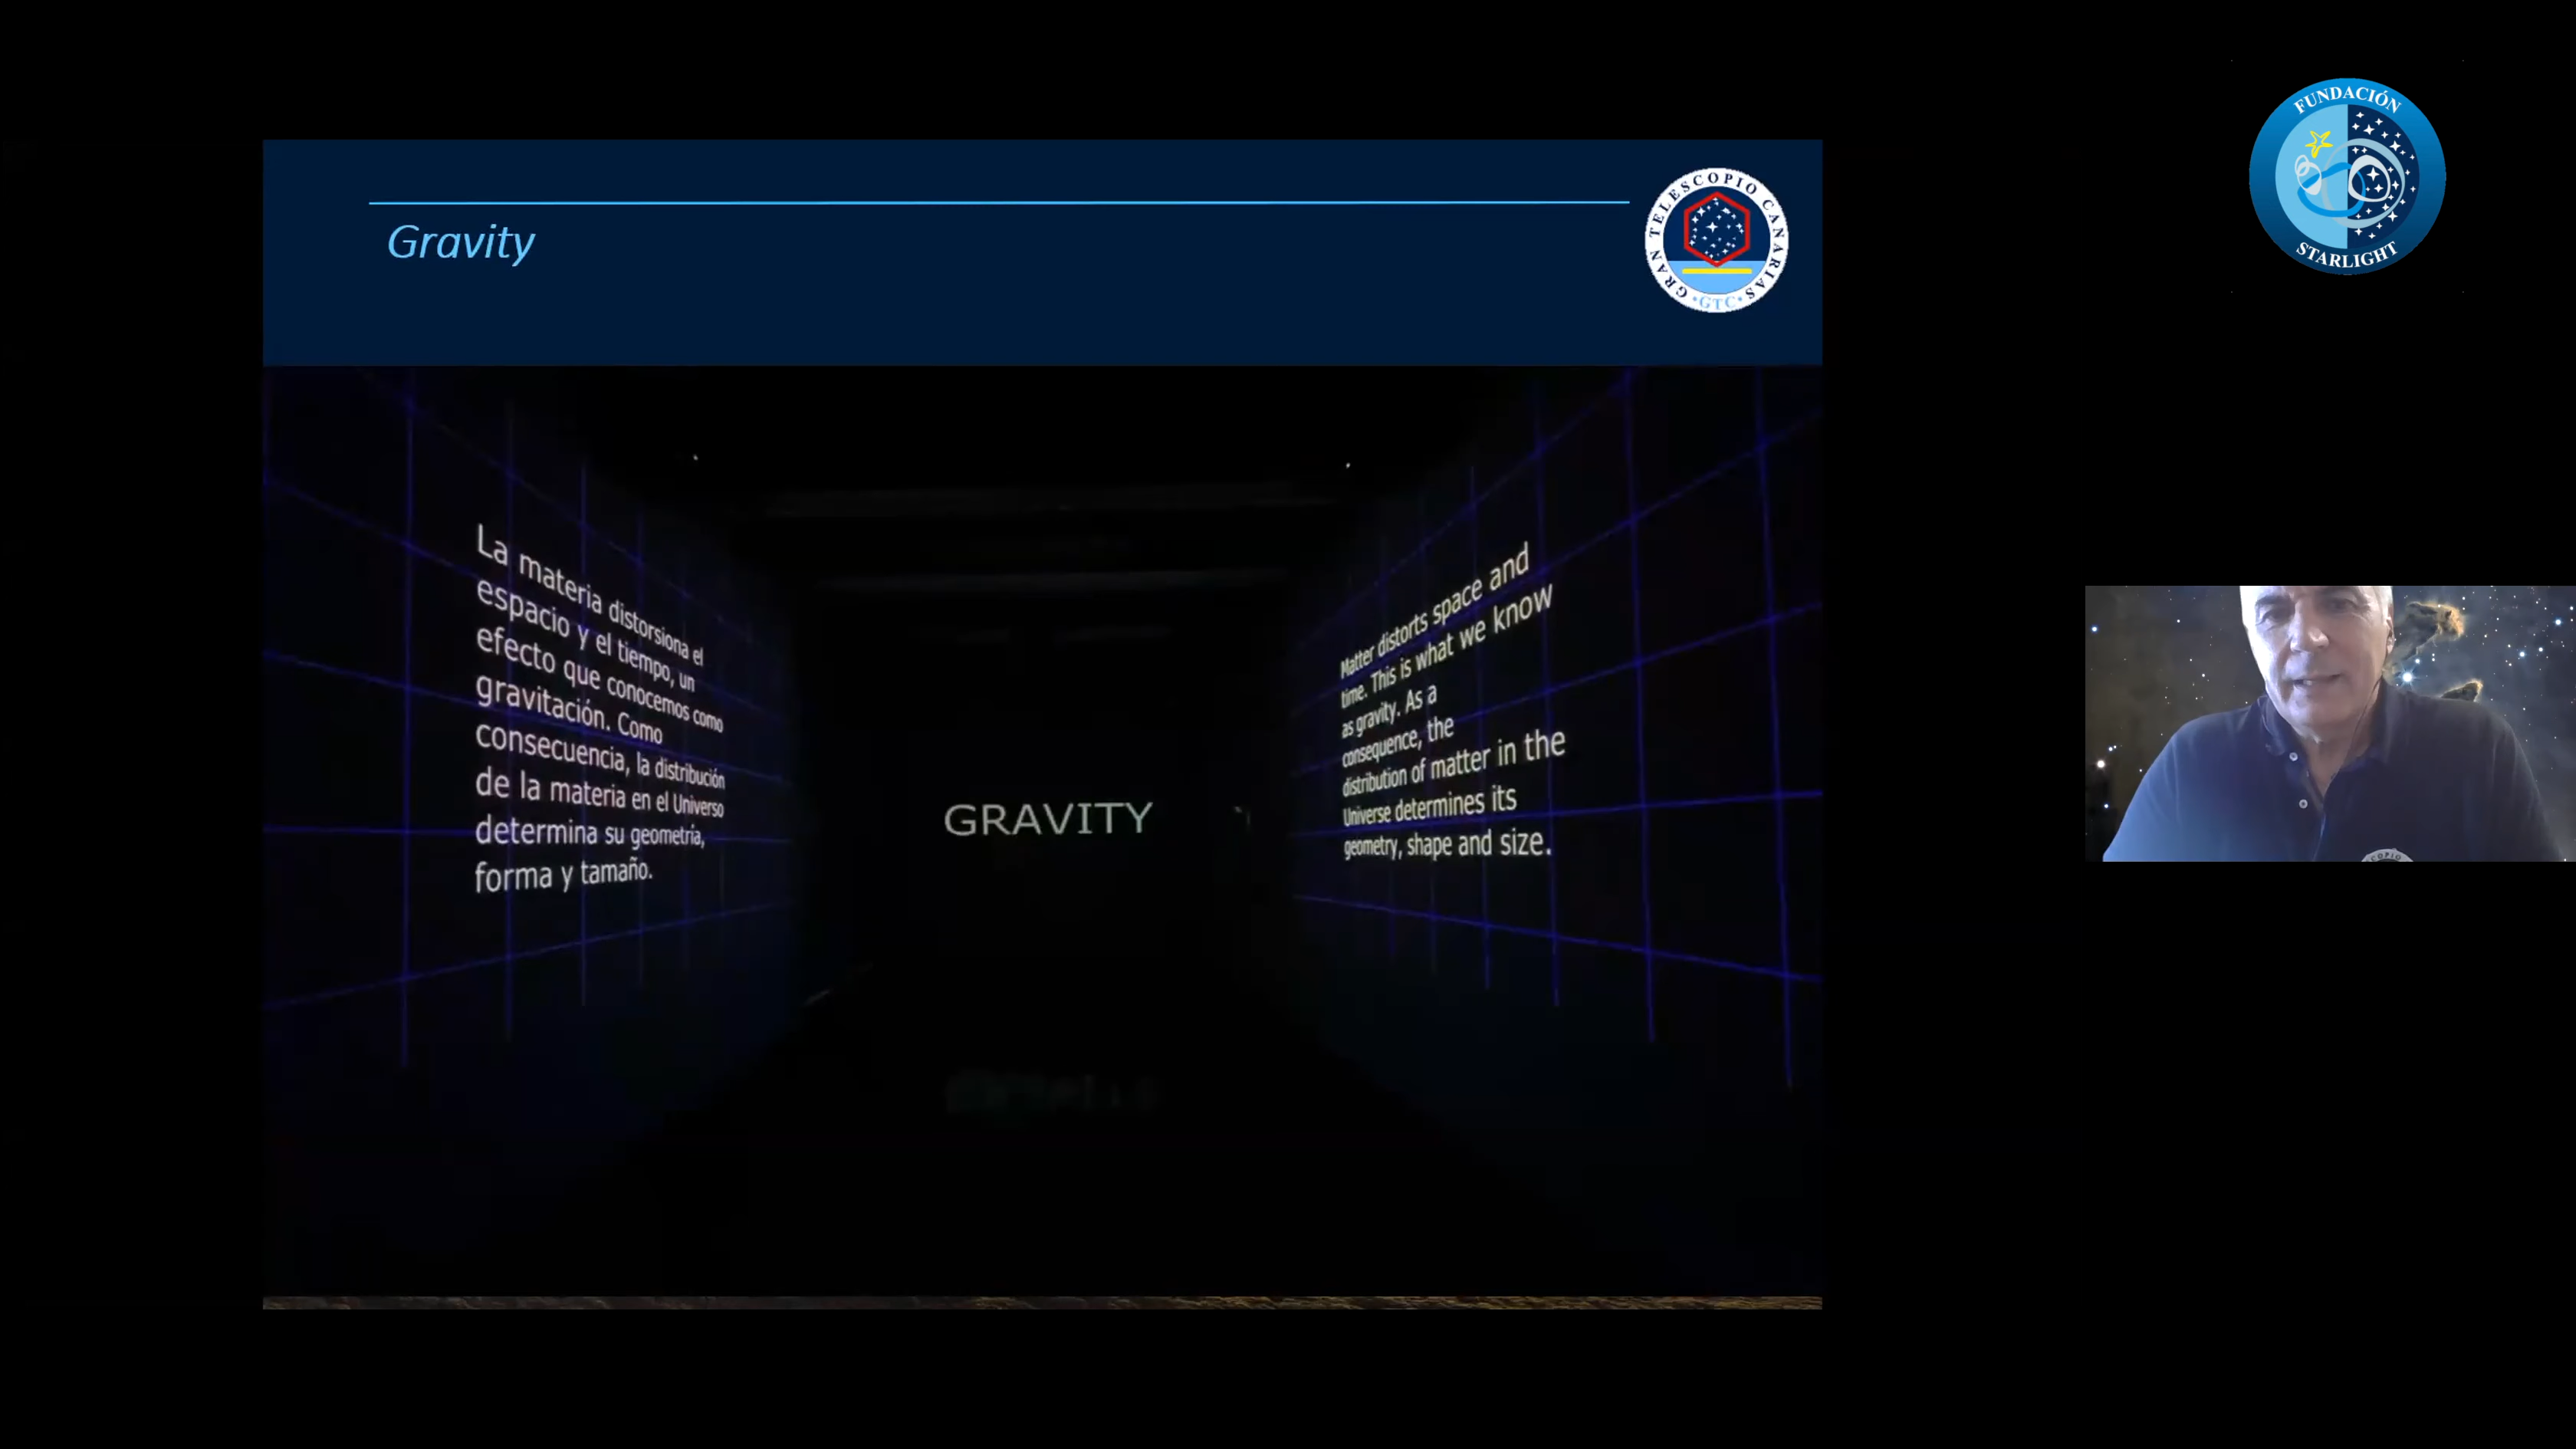 Gravity
GRAN TELESCOPIO CANARIAS
•GTC•
FUNDACIÓN
STARLIGHT
La materia distorsiona el
espacio y el tiempo, un
efecto que conocemos como
gravitación. Como
consecuencia, la distribución
de la materia en el Universo
determina su geometría,
forma y tamaño.
GRAVITY
Matter distorts space and
time. This is what we know
as gravity. As a
consequence, the
distribution of matter in the
Universe determines its
geometry, shape and size.